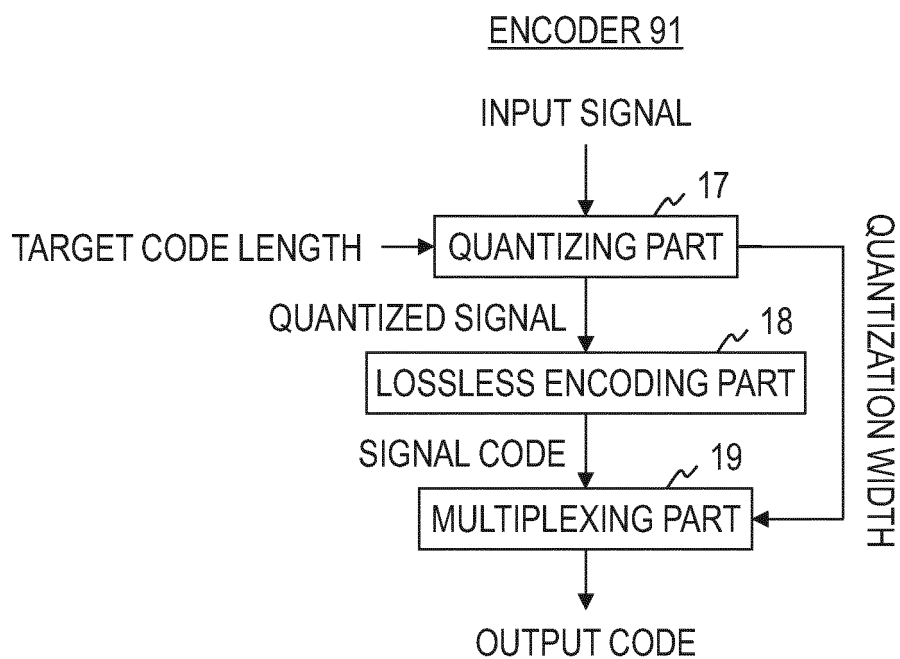 ENCODER 91
INPUT SIGNAL
17
TARGET CODE LENGTH
QUANTIZING PART
QUANTIZATION WIDTH
QUANTIZED SIGNAL
18
LOSSLESS ENCODING PART
SIGNAL CODE
19
MULTIPLEXING PART
OUTPUT CODE